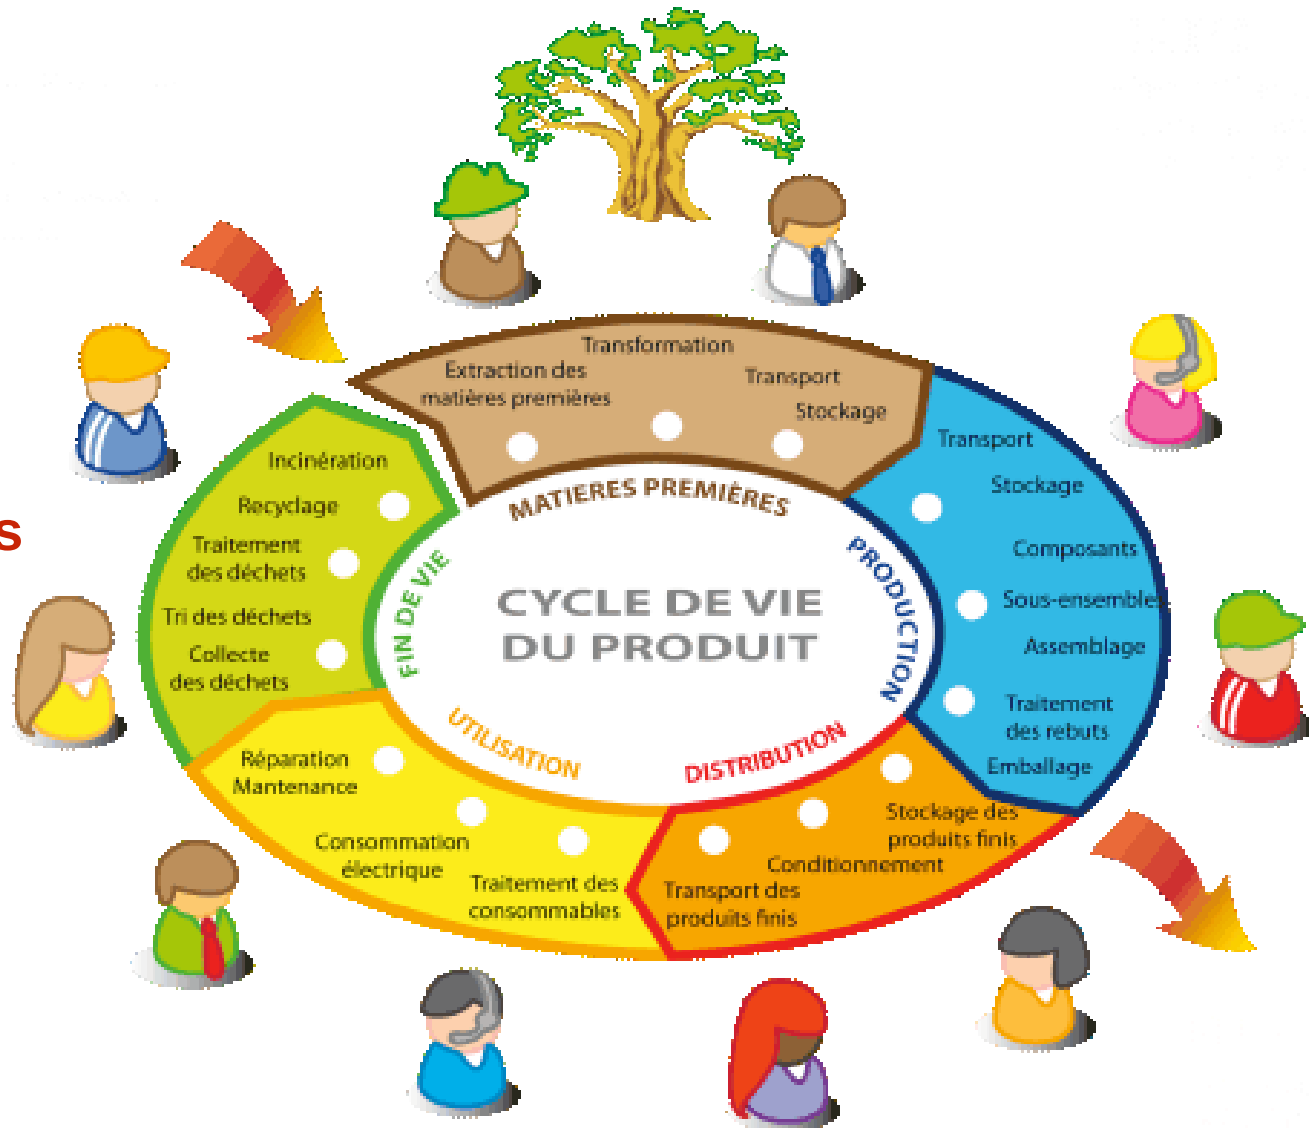 Transformation
Extraction des
matières premières
Transport
Stockage
MATIERES PREMIÈRES
Transport
Stockage
Composants
Sous-ensembles
Assemblage
Traitement
des rebuts
Emballage
PRODUCTION
Stockage des
produits finis
Conditionnement
Transport des
produits finis
DISTRIBUTION
Traitement des
consommables
Consommation
électrique
Réparation
Maintenance
UTILISATION
Collecte
des déchets
Tri des déchets
Traitement
des déchets
Recyclage
Incinération
FIN DE VIE
CYCLE DE VIE
DU PRODUIT
s